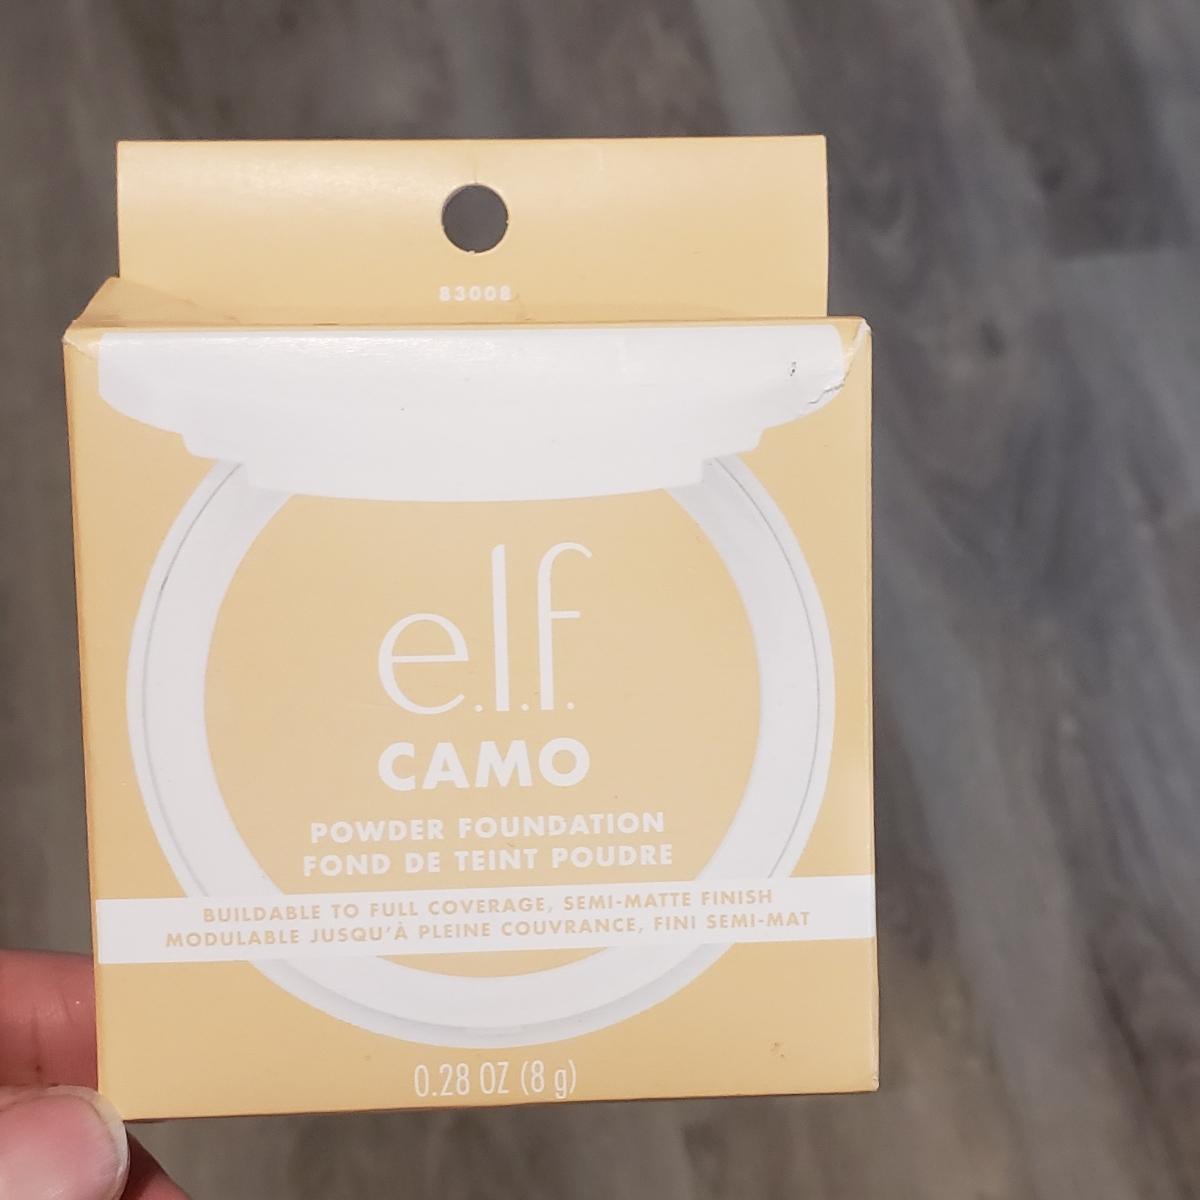 83008
e.l.f.
CAMO
POWDER FOUNDATION
FOND DE TEINT POUDRE
BUILDABLE TO FULL COVERAGE, SEMI-MATTE FINISH
MODULABLE JUSQU'À PLEINE COUVRANCE, FINI SEMI-MAT
0.28 OZ (8 g)